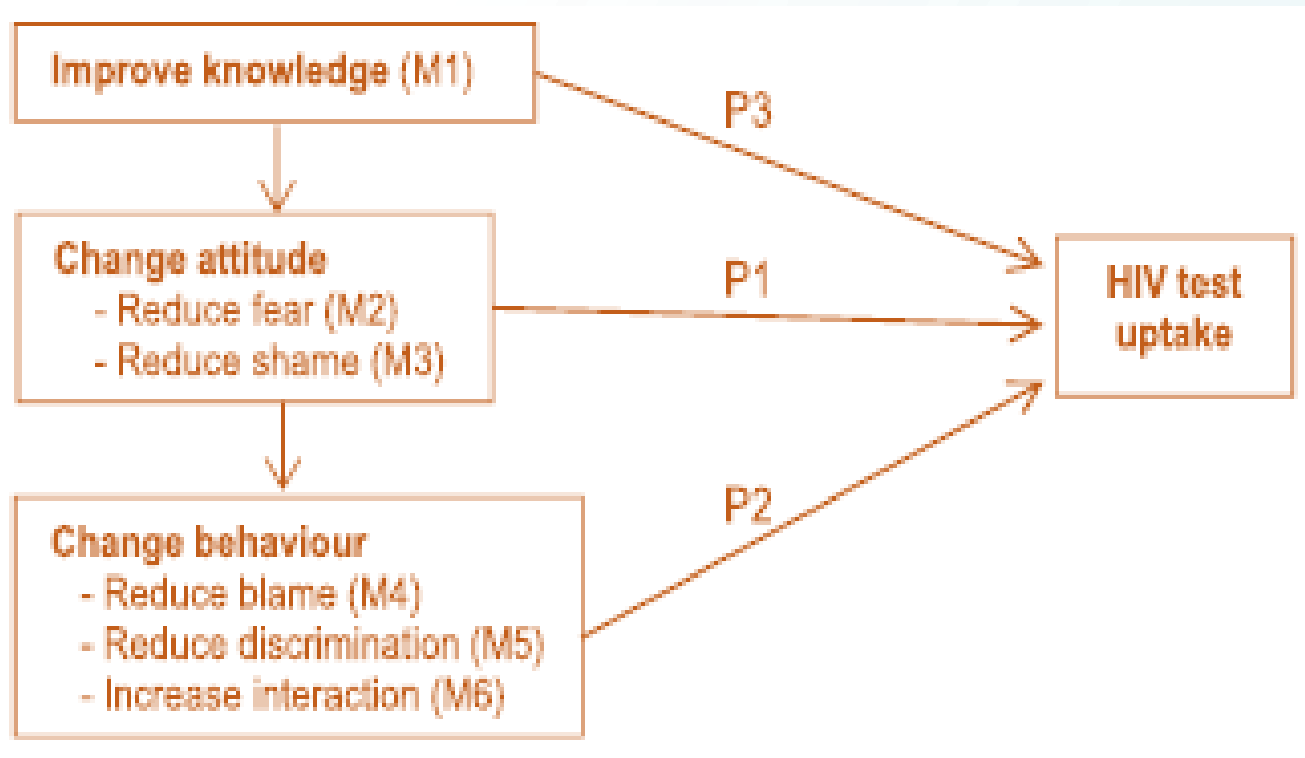 Improve knowledge (M1)
P3
Change attitude
- Reduce fear (M2)
- Reduce shame (M3)
P1
HIV test
uptake
Change behaviour
- Reduce blame (M4)
- Reduce discrimination (M5)
- Increase interaction (M6)
P2